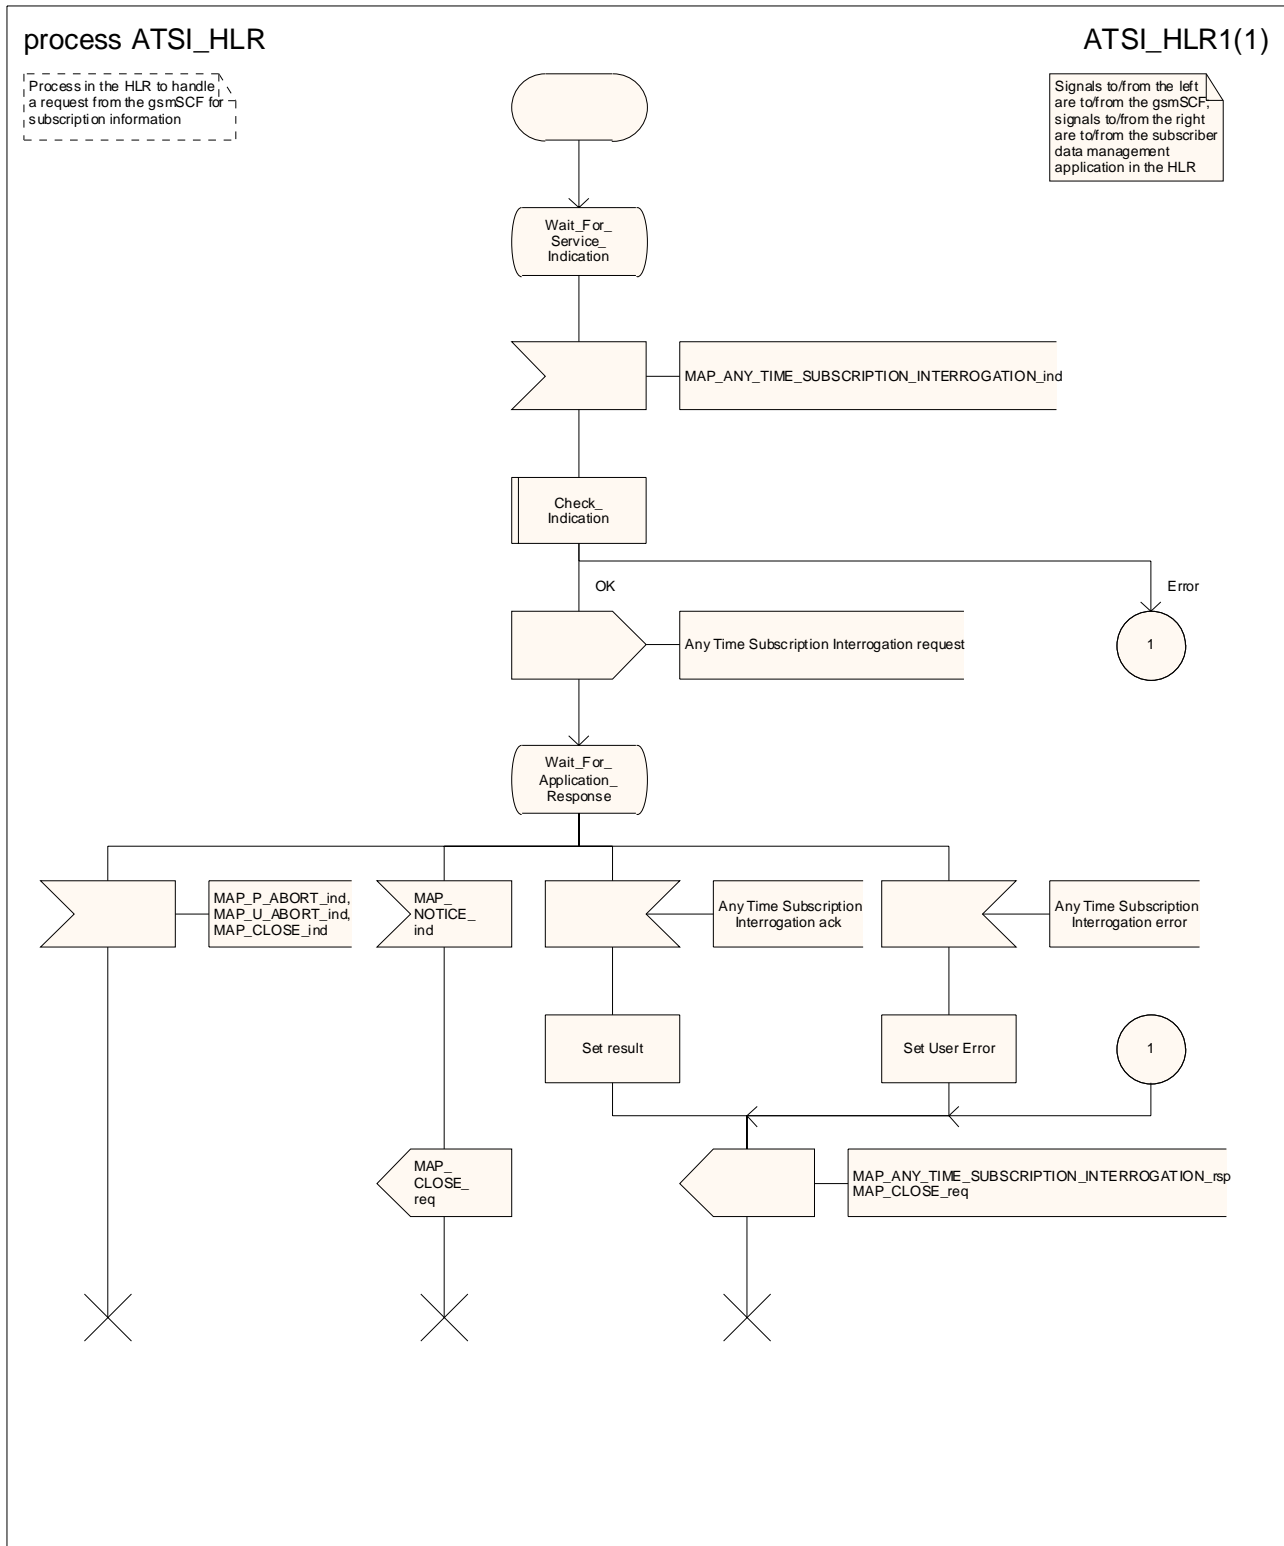 process ATSI_HLR
ATSI_HLR1(1)
Process in the HLR to handle
a request from the gsmSCF for
subscription information
Signals to/from the left
are to/from the gsmSCF,
signals to/from the right
are to/from the subscriber
data management
application in the HLR
Wait_For_
Service_
Indication
MAP_ANY_TIME_SUBSCRIPTION_INTERROGATION_ind
Check_
Indication
OK
Error
Any Time Subscription Interrogation request
1
Wait_For_
Application_
Response
MAP_P_ABORT_ind,
MAP_U_ABORT_ind,
MAP_CLOSE_ind
MAP_
NOTICE_
ind
Any Time Subscription
Interrogation ack
Any Time Subscription
Interrogation error
Set result
Set User Error
1
MAP_
CLOSE_
req
MAP_ANY_TIME_SUBSCRIPTION_INTERROGATION_rsp
MAP_CLOSE_req